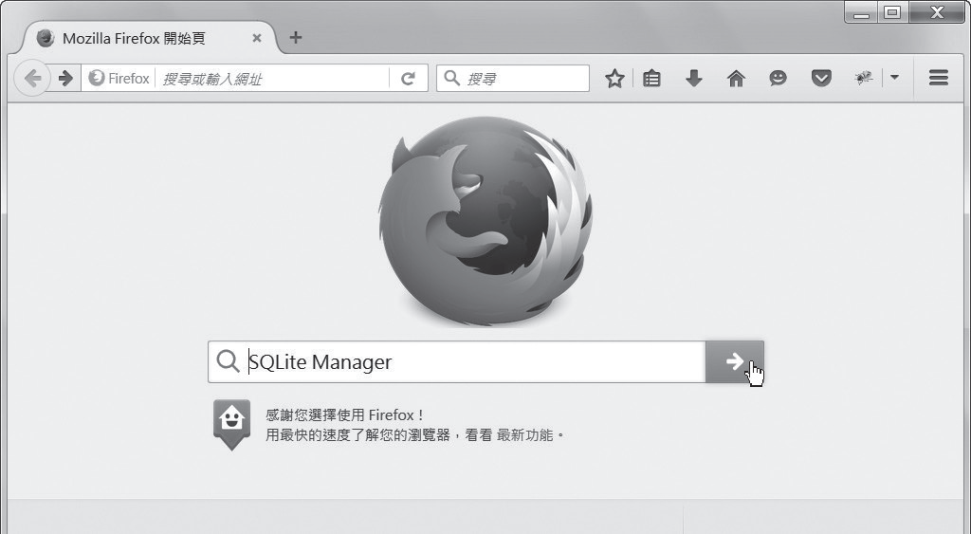 Mozilla Firefox 開始頁
Firefox 搜尋或輸入網址 搜尋
SQLite Manager
感謝您選擇使用 Firefox！
用最快的速度了解您的瀏覽器，看看 最新功能。